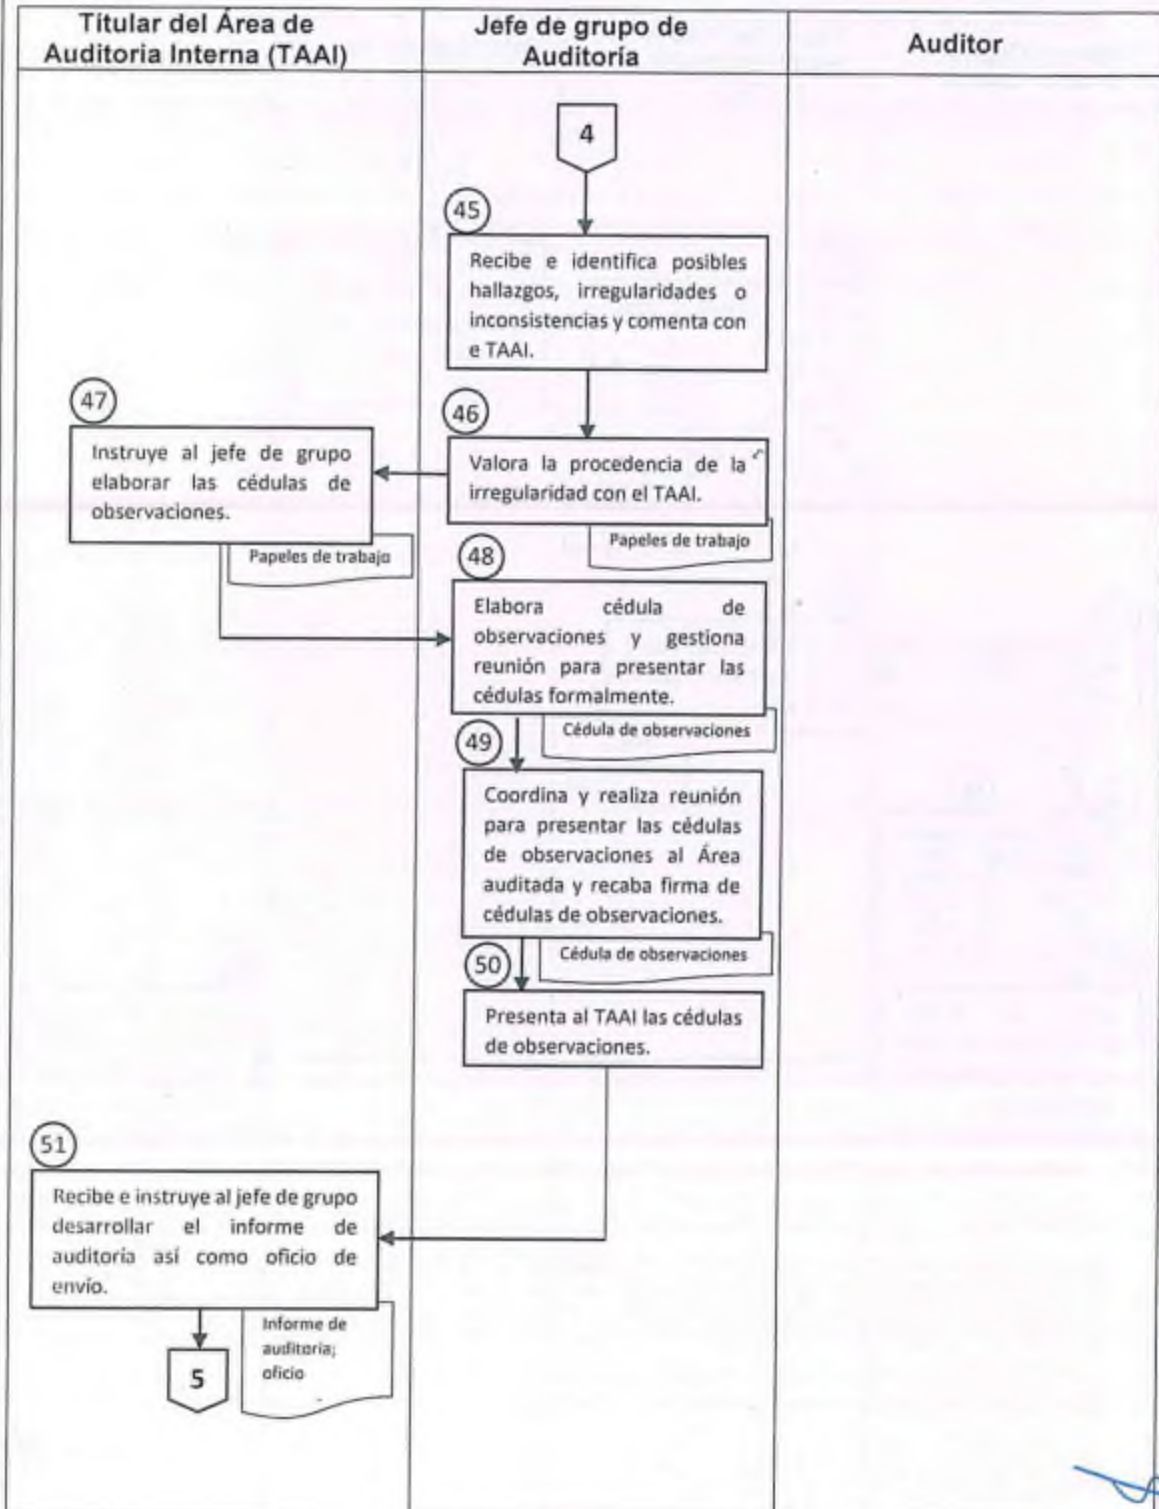 Títular del Área de
Auditoria Interna (TAAI)
Jefe de grupo de
Auditoría
Auditor
4
45
Recibe e identifica posibles
hallazgos, irregularidades o
inconsistencias y comenta con
e TAAI.
46
Valora la procedencia de la
irregularidad con el TAAI.
Papeles de trabajo
47
Instruye al jefe de grupo
elaborar las cédulas de
observaciones.
Papeles de trabajo
48
Elabora cédula de
observaciones y gestiona
reunión para presentar las
cédulas formalmente.
Cédula de observaciones
49
Coordina y realiza reunión
para presentar las cédulas
de observaciones al Área
auditada y recaba firma de
cédulas de observaciones.
Cédula de observaciones
50
Presenta al TAAI las cédulas
de observaciones.
51
Recibe e instruye al jefe de grupo
desarrollar el informe de
auditoría así como oficio de
envío.
Informe de
auditoría;
oficio
5